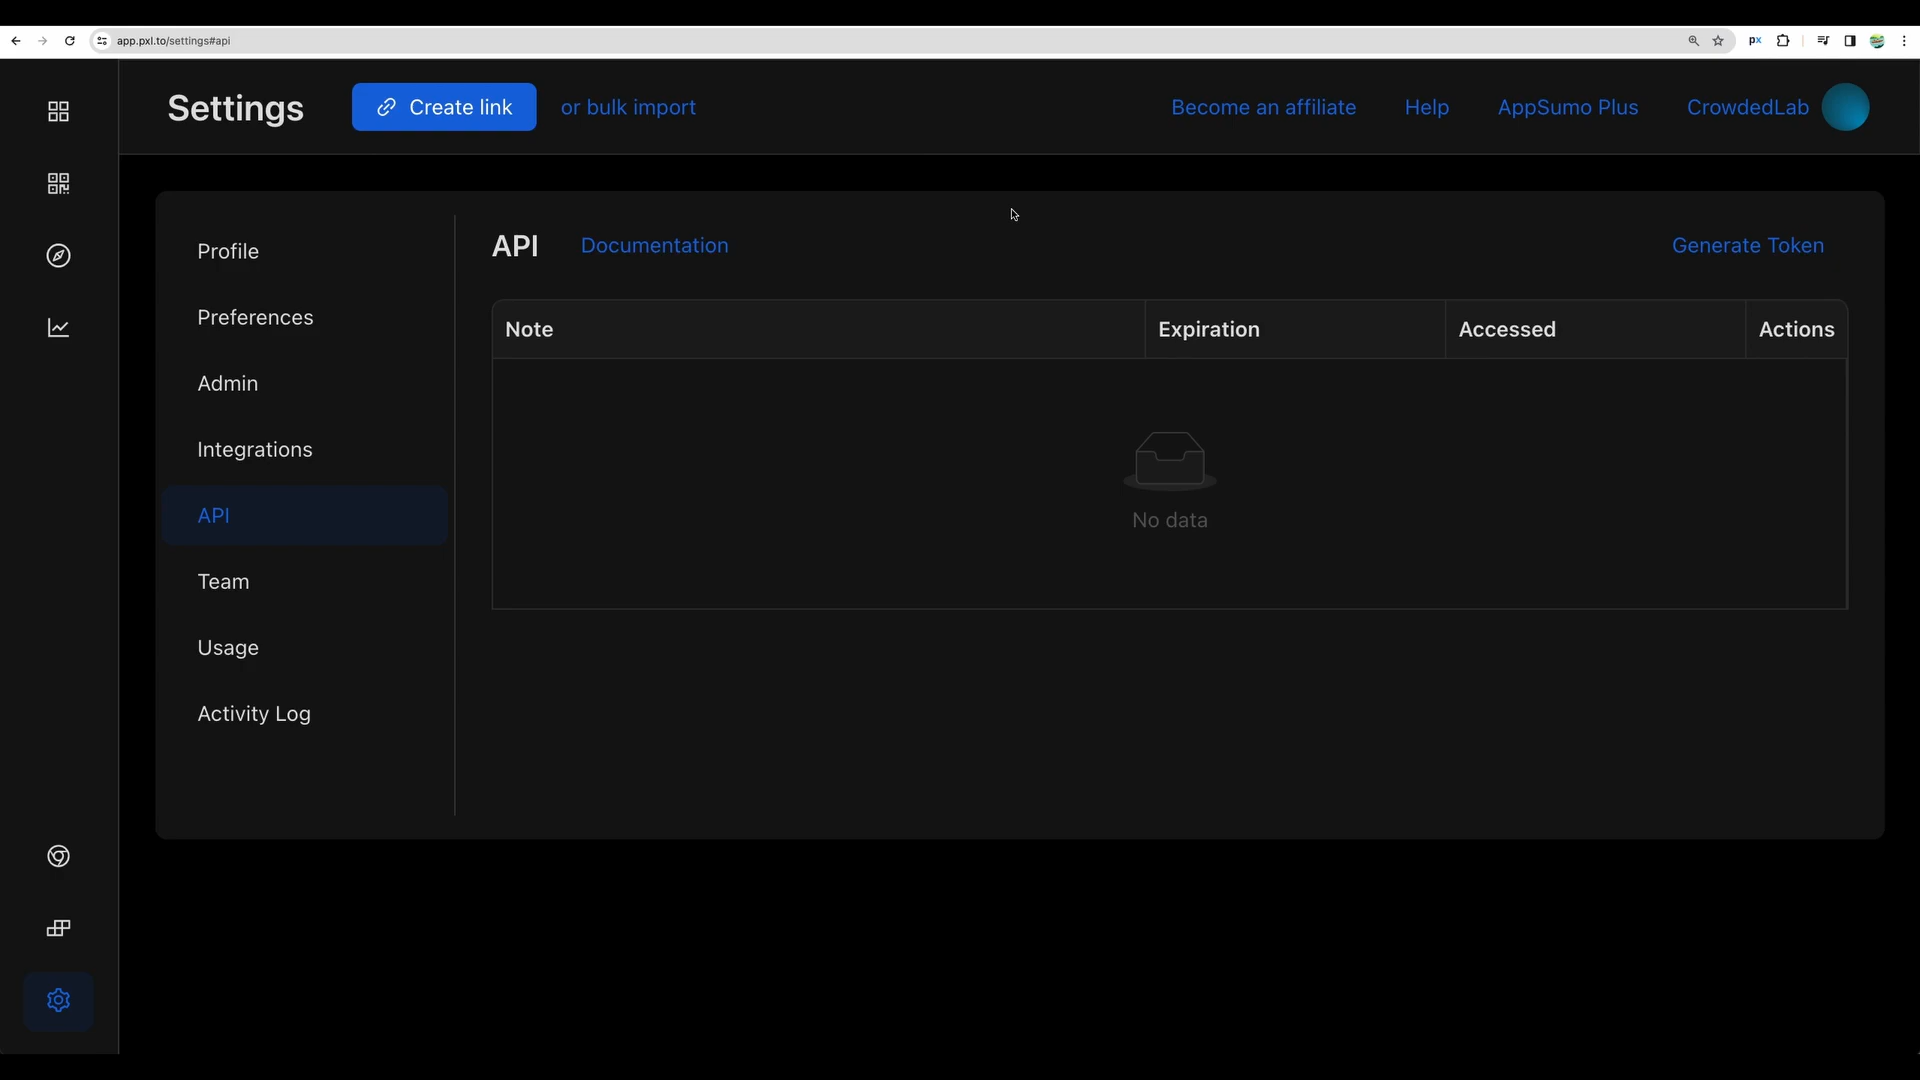 app.pxl.to/settings#api
px
Settings
Create link
or bulk import
Become an affiliate
Help
AppSumo Plus
CrowdedLab
Profile
Preferences
Admin
Integrations
API
Team
Usage
Activity Log
API
Documentation
Generate Token
Note
Expiration
Accessed
Actions
No data